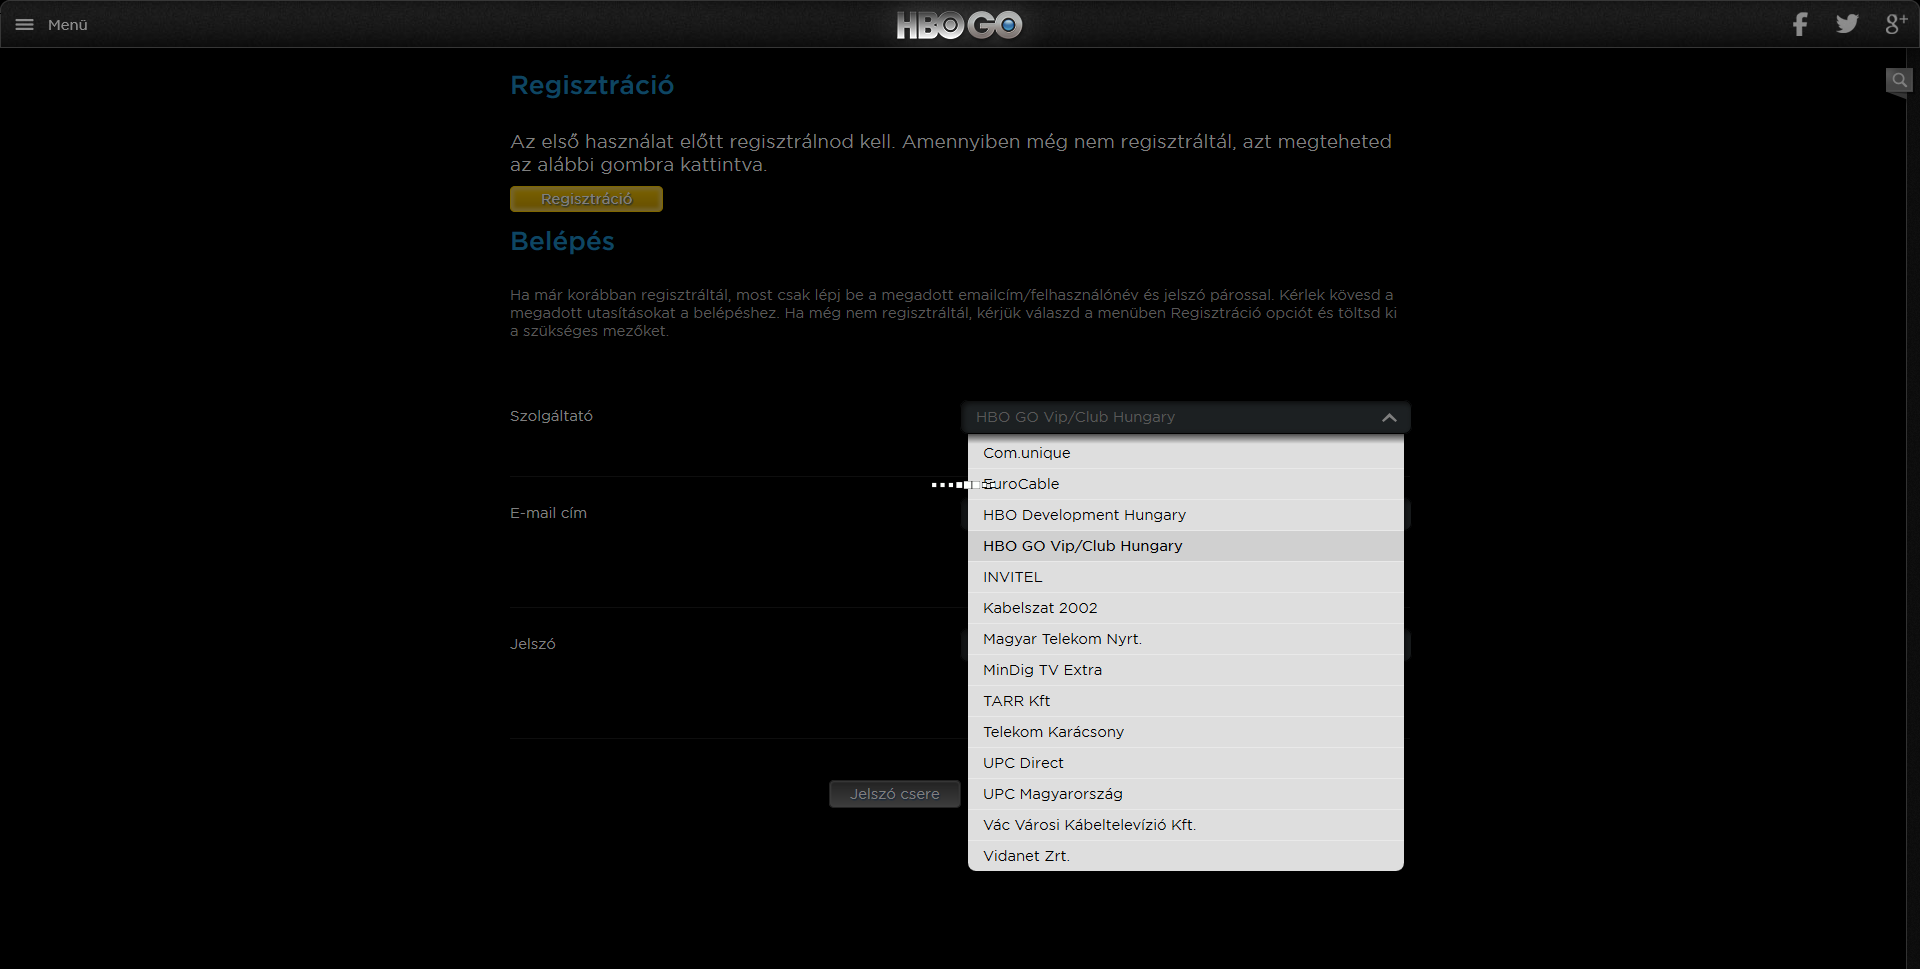 Menü
HBO GO
Regisztráció
Az első használat előtt regisztrálnod kell. Amennyiben még nem regisztráltál, azt megteheted
az alábbi gombra kattintva.
Regisztráció
Belépés
Ha már korábban regisztráltál, most csak lépj be a megadott emailcím/felhasználónév és jelszó párossal. Kérlek kövesd a
megadott utasításokat a belépéshez. Ha még nem regisztráltál, kérjük válaszd a menüben Regisztráció opciót és töltsd ki
a szükséges mezőket.
Szolgáltató
HBO GO Vip/Club Hungary
Com.unique
EuroCable
HBO Development Hungary
HBO GO Vip/Club Hungary
INVITEL
Kabelszat 2002
Magyar Telekom Nyrt.
MinDig TV Extra
TARR Kft
Telekom Karácsony
UPC Direct
UPC Magyarország
Vác Városi Kábeltelevízió Kft.
Vidanet Zrt.
E-mail cím
Jelszó
Jelszó csere